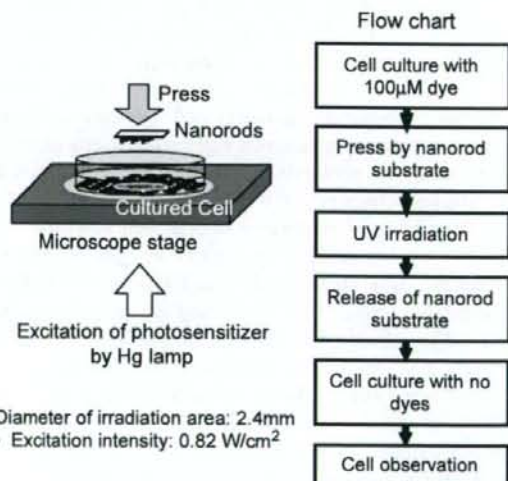 Press
Nanorods
Cultured Cell
Microscope stage
Excitation of photosensitizer
by Hg lamp
Diameter of irradiation area: 2.4mm
Excitation intensity: 0.82 W/cm²
Flow chart
Cell culture with
100μM dye
Press by nanorod
substrate
UV irradiation
Release of nanorod
substrate
Cell culture with no
dyes
Cell observation